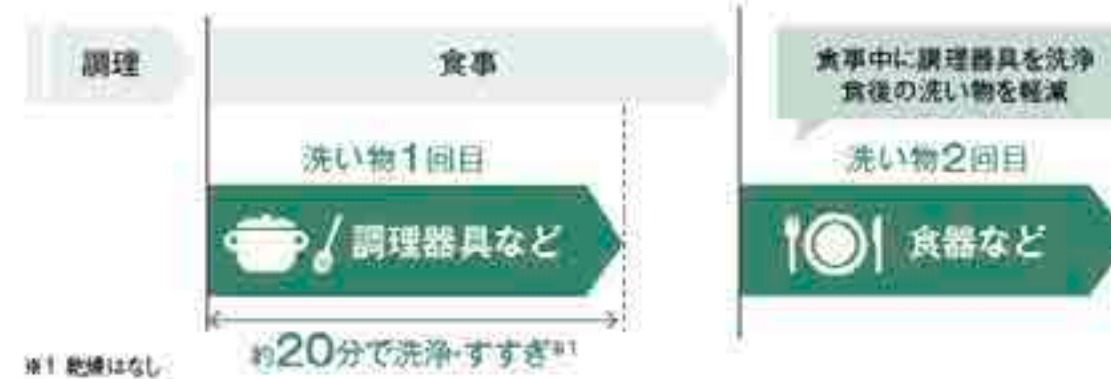 調理
食事
食事中に調理器具を洗浄
食後の洗い物を軽減
洗い物1回目
洗い物2回目
調理器具など
食器など
約20分で洗浄・すすぎ※1
※1 乾燥はなし